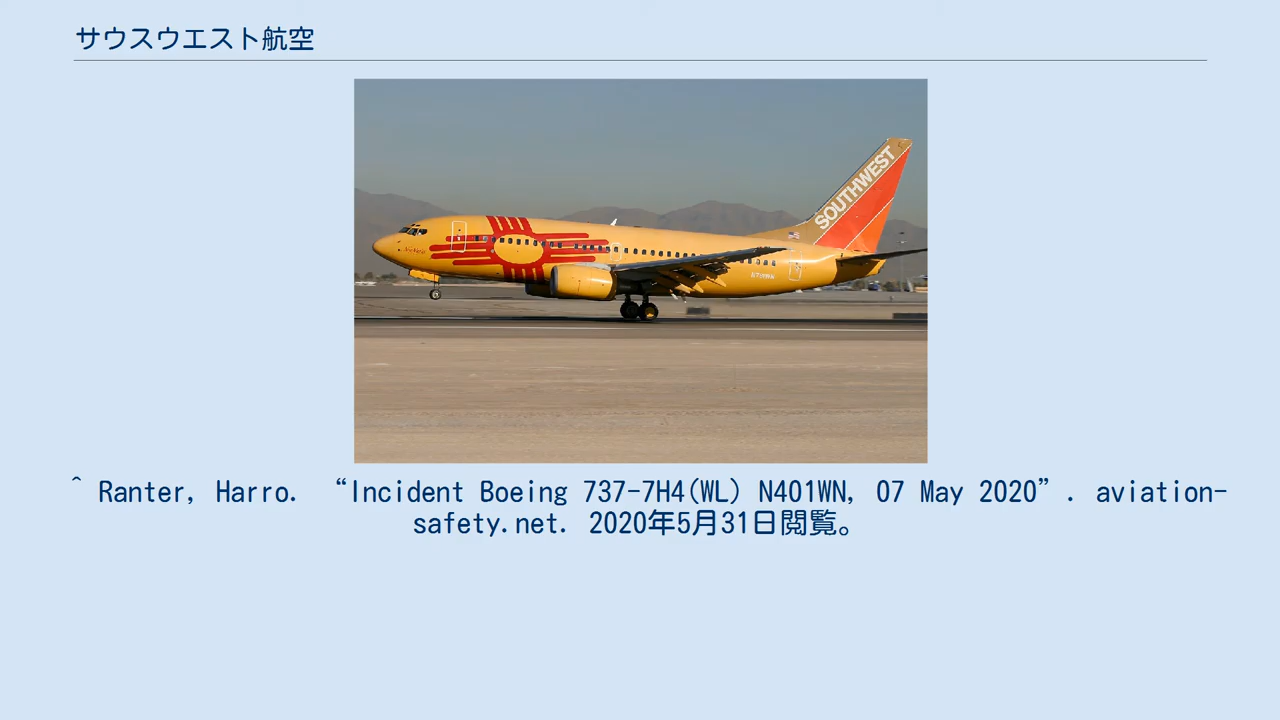 サウスウエスト航空
SOUTHWEST
^ Ranter, Harro. “Incident Boeing 737-7H4(WL) N401WN, 07 May 2020”. aviation-
safety.net. 2020年5月31日閲覧。